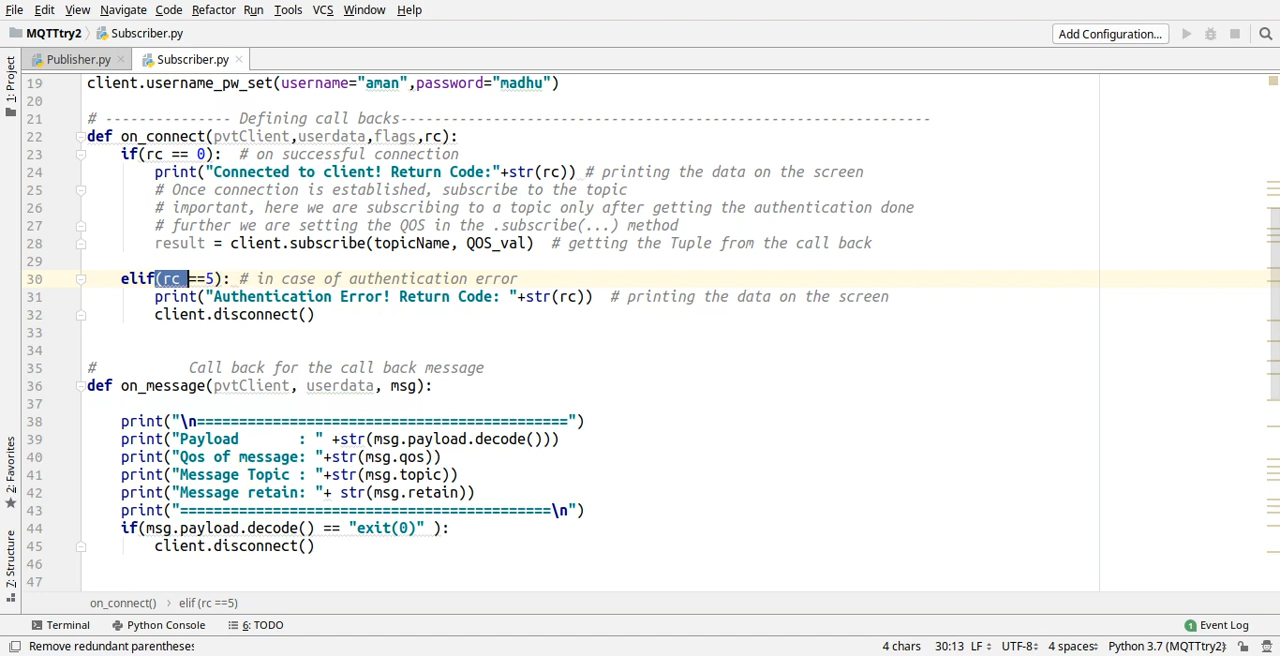 File Edit View Navigate Code Refactor Run Tools VCS Window Help
MQTTtry2 Subscriber.py Add Configuration...
1: Project
Publisher.py Subscriber.py
19 client.username_pw_set(username="aman",password="madhu")
20
21 # --------------- Defining call backs---------------------------------------------------------------
22 def on_connect(pvtClient,userdata,flags,rc):
23 if(rc == 0): # on successful connection
24 print("Connected to client! Return Code:"+str(rc)) # printing the data on the screen
25 # Once connection is established, subscribe to the topic
26 # important, here we are subscribing to a topic only after getting the authentication done
27 # further we are setting the QOS in the .subscribe(...) method
28 result = client.subscribe(topicName, QOS_val) # getting the Tuple from the call back
29
30 elif(rc ==5): # in case of authentication error
31 print("Authentication Error! Return Code: "+str(rc)) # printing the data on the screen
32 client.disconnect()
33
34
35 # Call back for the call back message
36 def on_message(pvtClient, userdata, msg):
37
38 print("\n============================================")
39 print("Payload : " +str(msg.payload.decode()))
40 print("Qos of message: "+str(msg.qos))
41 print("Message Topic : "+str(msg.topic))
42 print("Message retain: "+ str(msg.retain))
43 print("============================================\n")
44 if(msg.payload.decode() == "exit(0)" ):
45 client.disconnect()
46
47
2: Favorites
7: Structure
on_connect() › elif (rc ==5)
Terminal Python Console 6: TODO 1 Event Log
Remove redundant parentheses 4 chars 30:13 LF UTF-8 4 spaces Python 3.7 (MQTTtry2)